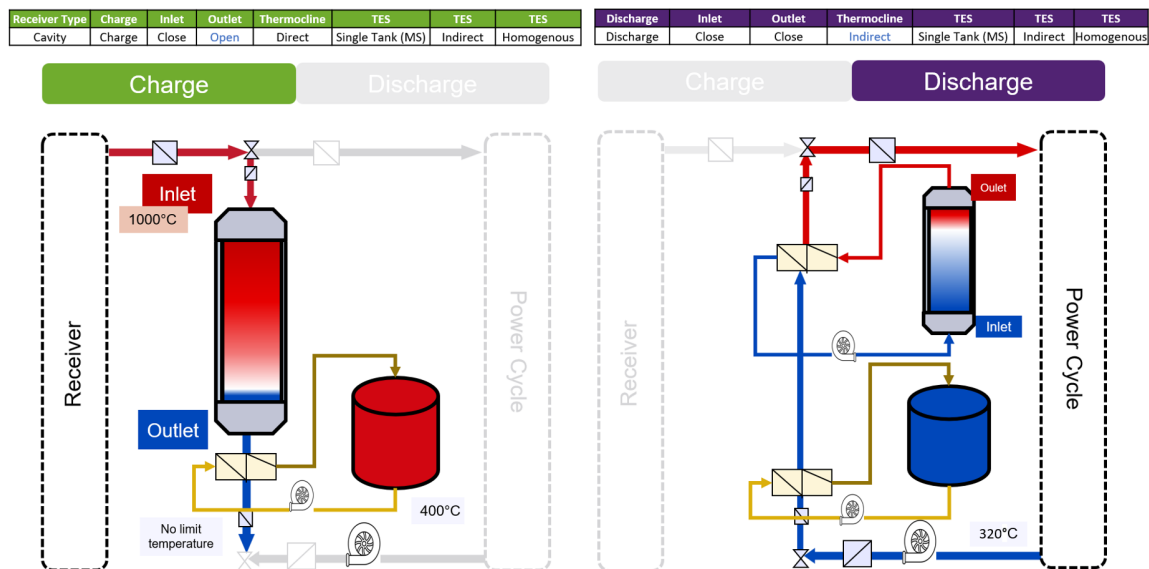 Receiver Type Charge Inlet Outlet Thermocline TES TES TES
Cavity Charge Close Open Direct Single Tank (MS) Indirect Homogenous
Charge Discharge
Receiver
Inlet
1000°C
Outlet
No limit
temperature
400°C
Power Cycle
Discharge Inlet Outlet Thermocline TES TES TES
Discharge Close Close Indirect Single Tank (MS) Indirect Homogenous
Charge Discharge
Receiver
Oulet
Inlet
320°C
Power Cycle